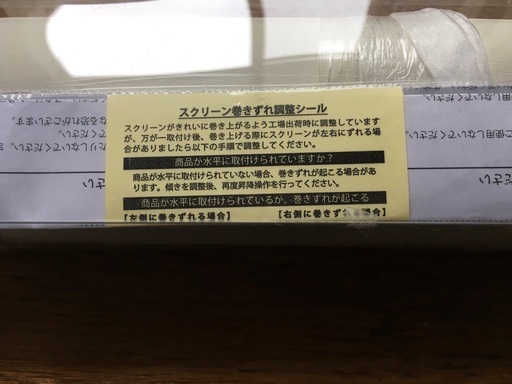 スクリーン巻きずれ調整シール
スクリーンがきれいに巻き上がるよう工場出荷時に調整していますが、万が一取付け後、巻き上げる際にスクリーンが左右にずれる場合がありましたら以下の手順で調整してください。
商品が水平に取付けられていますか？
商品が水平に取付けられていない場合、巻きずれが起こる場合があります。傾きを調整後、再度昇降操作を行ってください。
商品が水平に取付けられているが、巻きずれが起こる
【左側に巻きずれる場合】 【右側に巻きずれる場合】